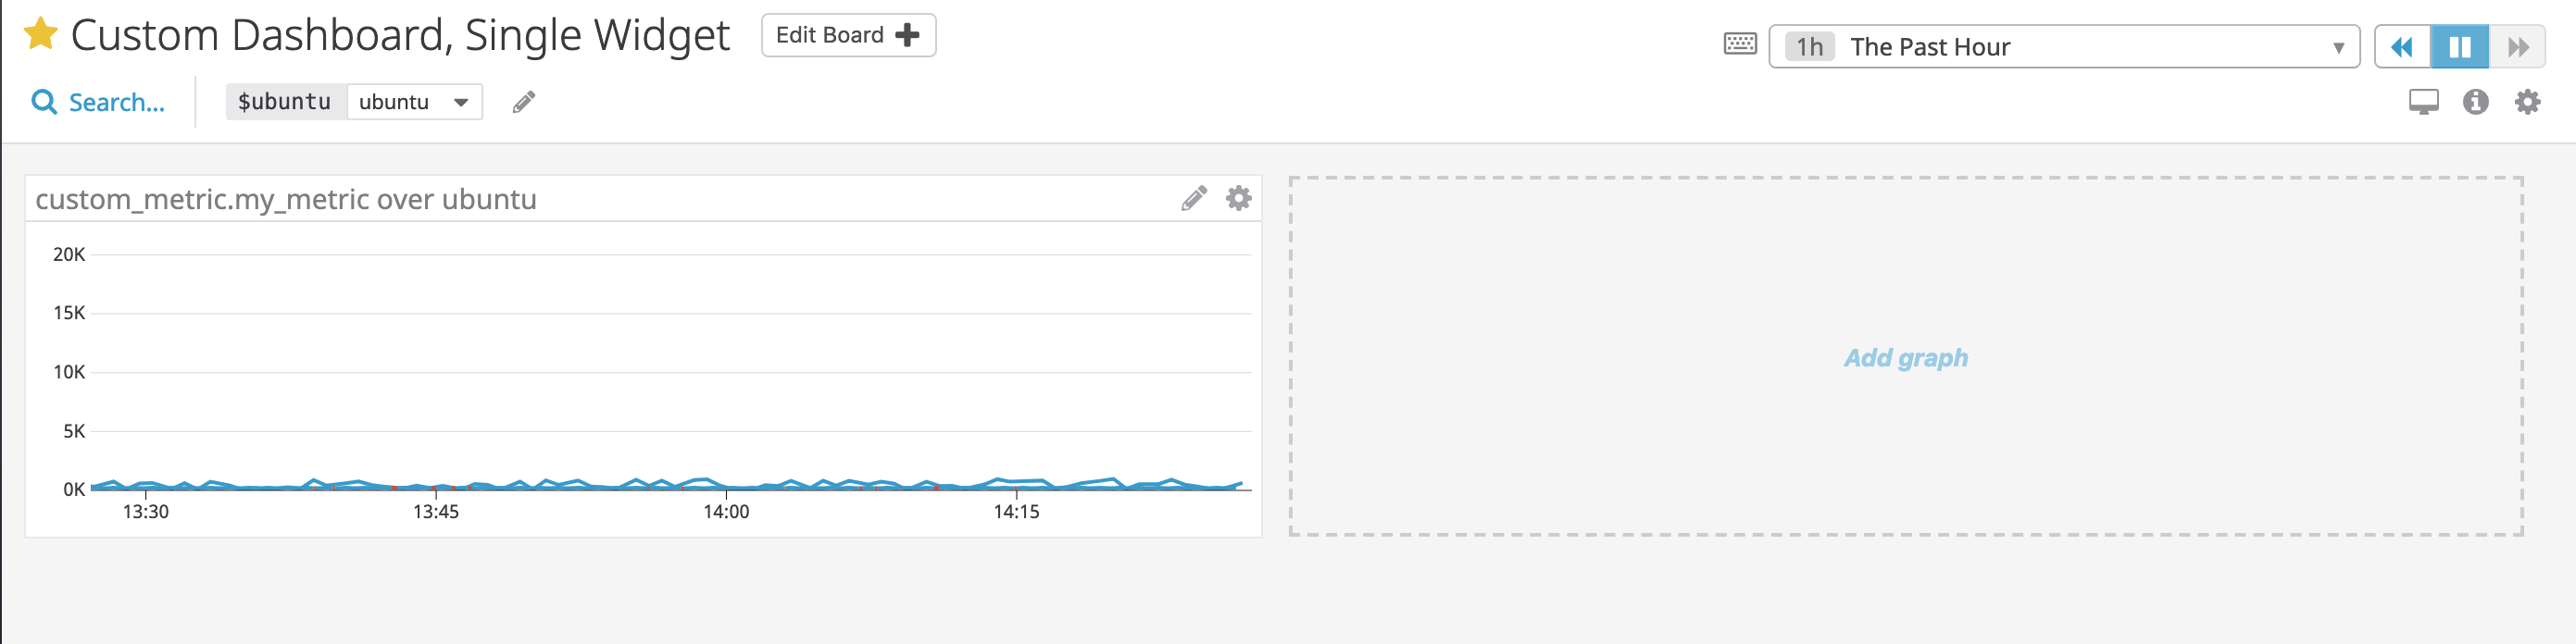 Custom Dashboard, Single Widget
Edit Board
1h The Past Hour
Search...
$ubuntu ubuntu
custom_metric.my_metric over ubuntu
20K
15K
10K
5K
0K
13:30 13:45 14:00 14:15
Add graph